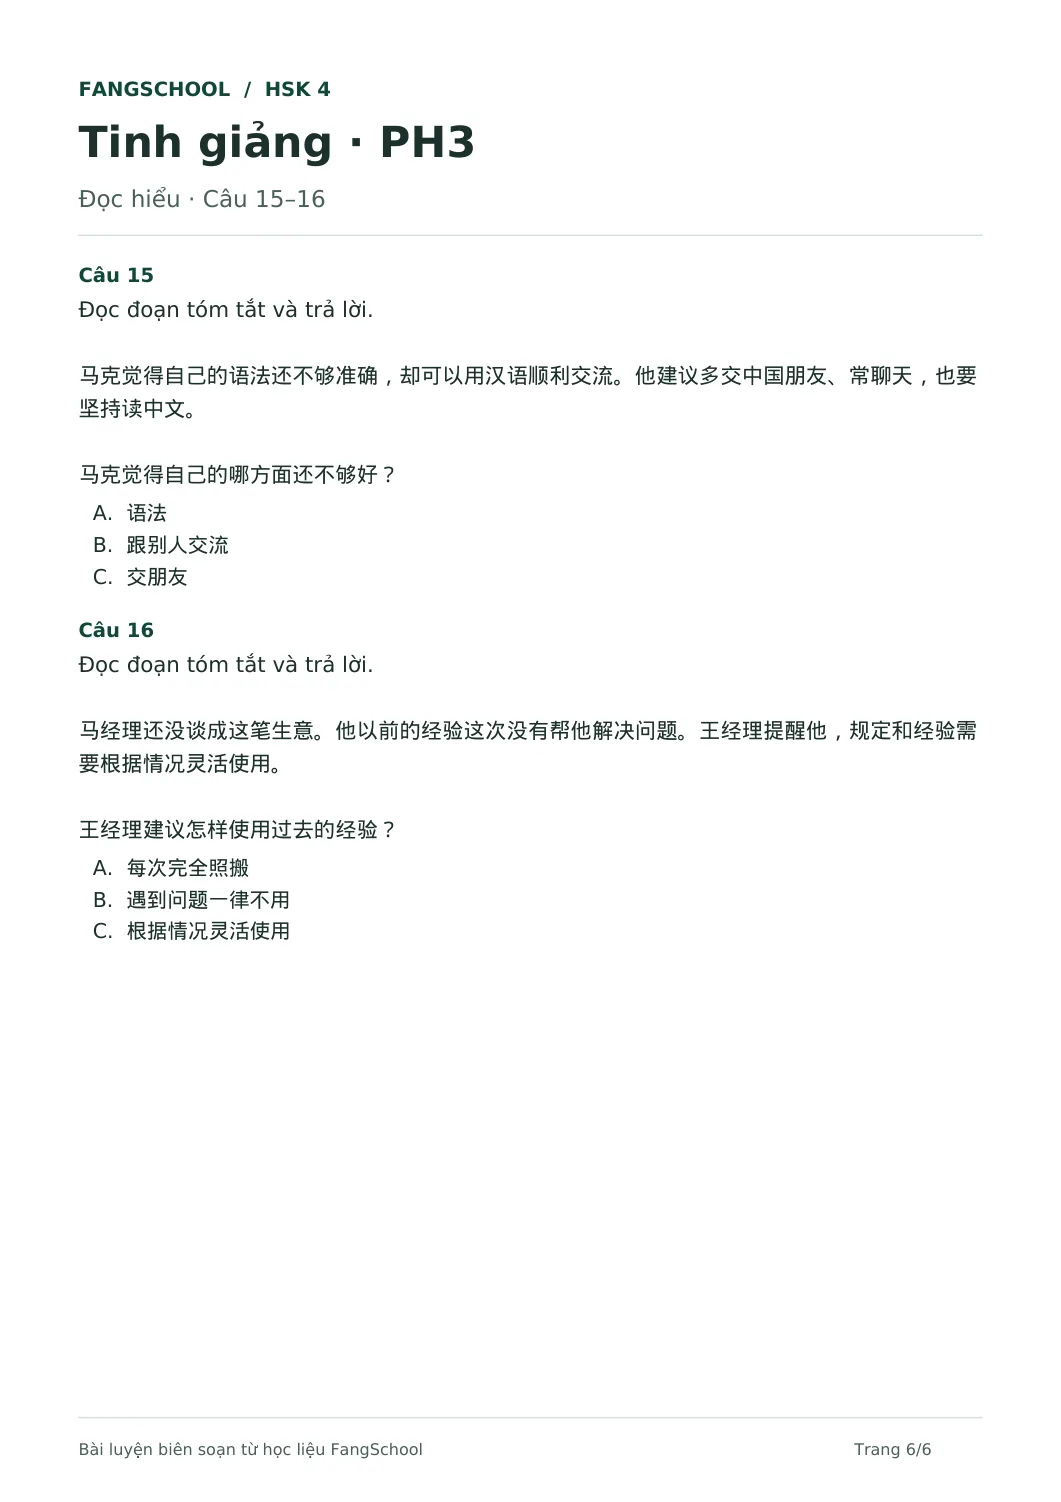 FANGSCHOOL / HSK 4
Tinh giảng · PH3
Đọc hiểu · Câu 15–16
Câu 15
Đọc đoạn tóm tắt và trả lời.
马克觉得自己的语法还不够准确，却可以用汉语顺利交流。他建议多交中国朋友、常聊天，也要
坚持读中文。
马克觉得自己的哪方面还不够好？
A. 语法
B. 跟别人交流
C. 交朋友
Câu 16
Đọc đoạn tóm tắt và trả lời.
马经理还没谈成这笔生意。他以前的经验这次没有帮他解决问题。王经理提醒他，规定和经验需
要根据情况灵活使用。
王经理建议怎样使用过去的经验？
A. 每次完全照搬
B. 遇到问题一律不用
C. 根据情况灵活使用
Bài luyện biên soạn từ học liệu FangSchool
Trang 6/6